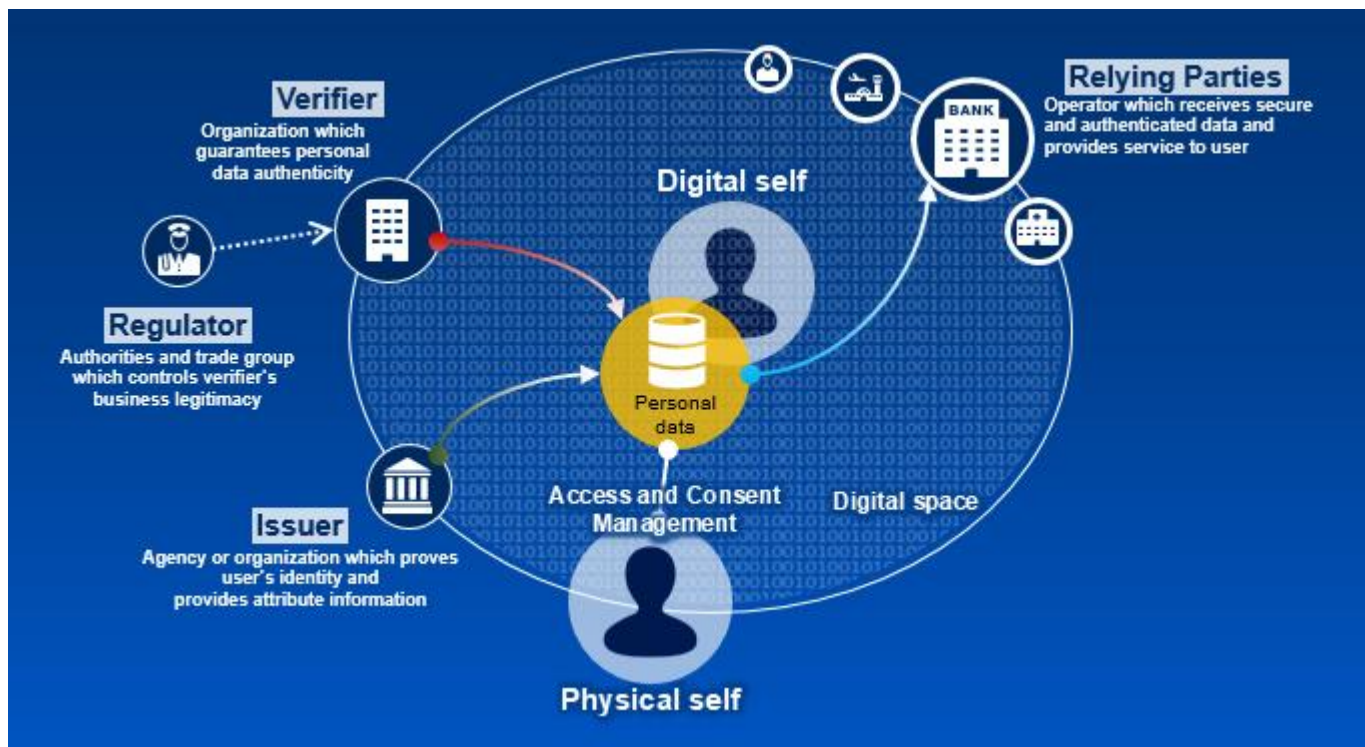 Verifier
Organization which
guarantees personal
data authenticity
Regulator
Authorities and trade group
which controls verifier's
business legitimacy
Issuer
Agency or organization which proves
user's identity and
provides attribute information
Digital self
Personal
data
Access and Consent
Management
Physical self
Digital space
BANK
Relying Parties
Operator which receives secure
and authenticated data and
provides service to user